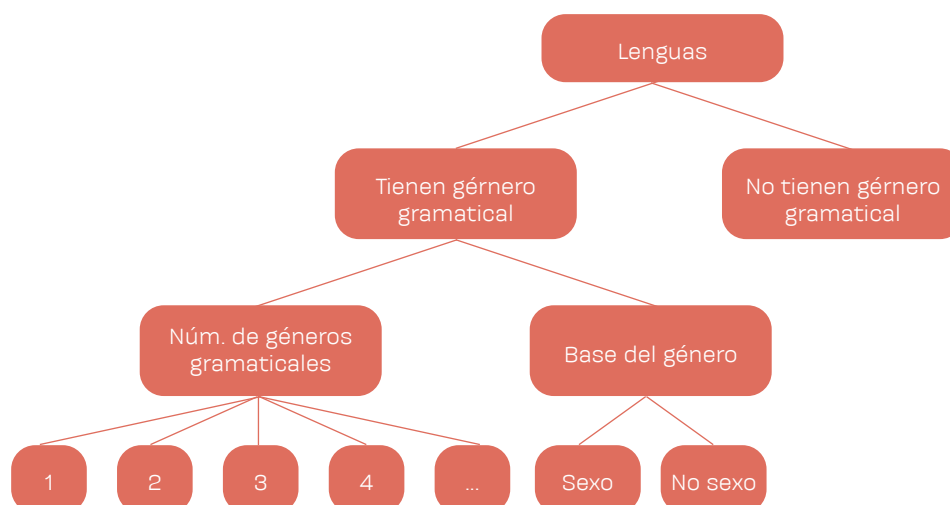 Lenguas
Tienen gérnero
gramatical
No tienen gérnero
gramatical
Núm. de géneros
gramaticales
Base del género
1
2
3
4
...
Sexo
No sexo